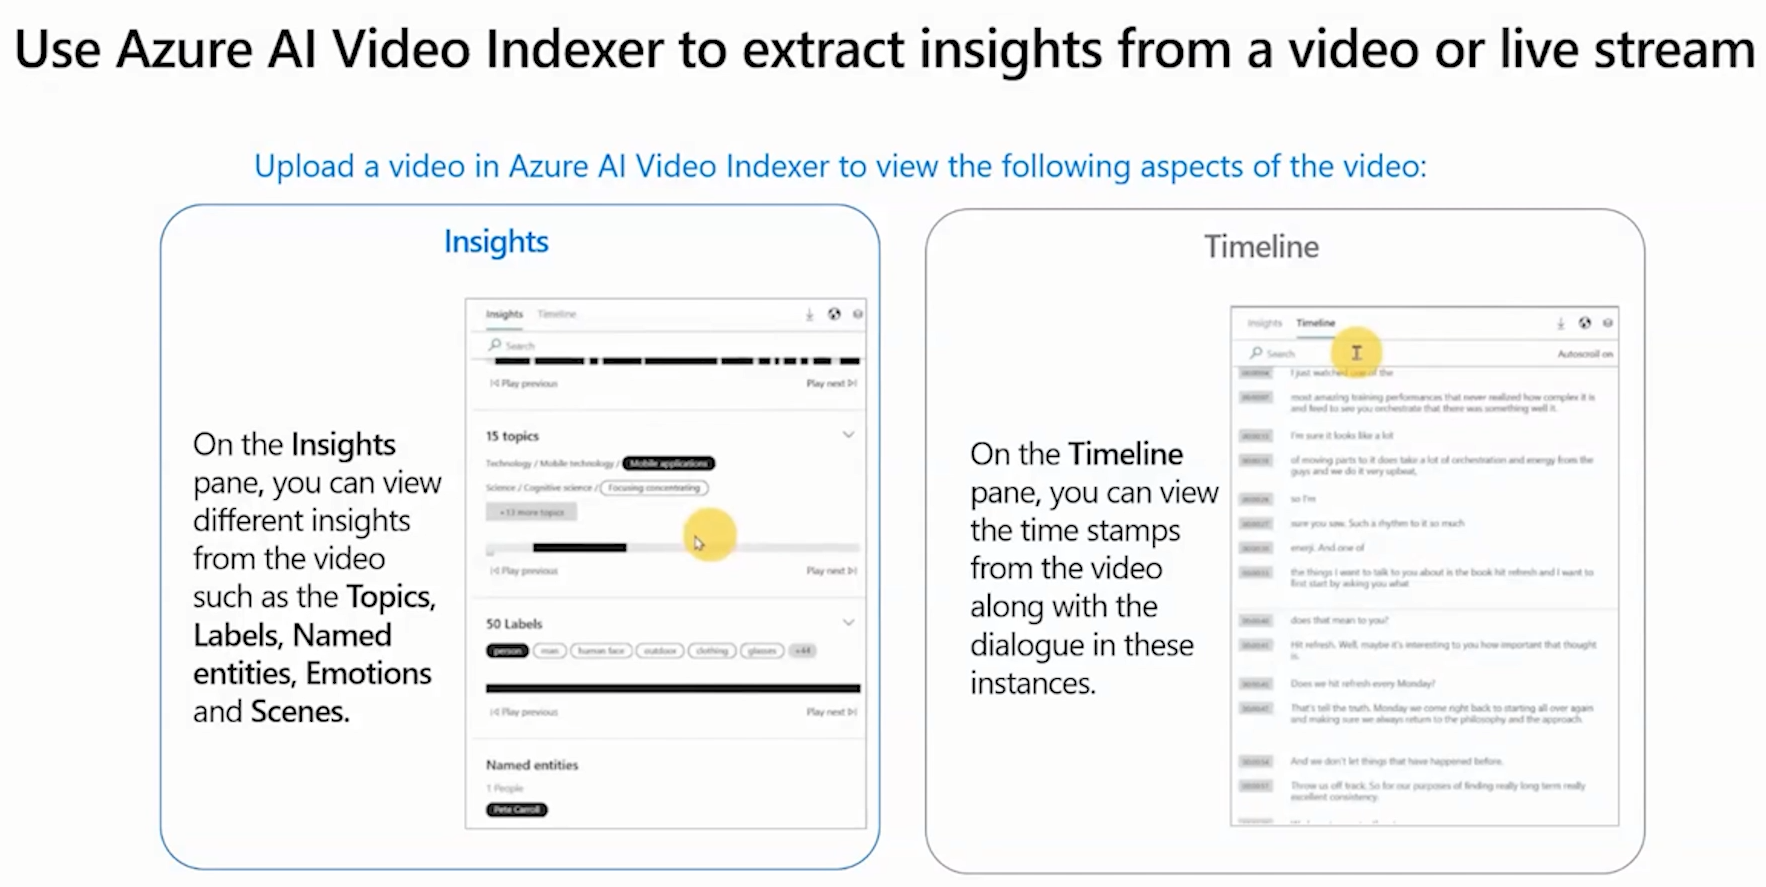 Use Azure AI Video Indexer to extract insights from a video or live stream
Upload a video in Azure AI Video Indexer to view the following aspects of the video:
Insights
On the Insights
pane, you can view
different insights
from the video
such as the Topics,
Labels, Named
entities, Emotions
and Scenes.
Insights Timeline
Search
Play previous Play next
15 topics
Technology / Mobile technology / Mobile applications
Science / Cognitive science / Focusing concentrating
+13 more topics
Play previous Play next
50 Labels
person man human face outdoor clothing glasses +44
Play previous Play next
Named entities
1 People
Pete Carroll
Timeline
On the Timeline
pane, you can view
the time stamps
from the video
along with the
dialogue in these
instances.
Insights Timeline
Search Autoscroll on
I just watched one of the
most amazing training performances that never realized how complex it is
and feed to see you orchestrate that there was something well it.
I'm sure it looks like a lot
of moving parts to it does take a lot of orchestration and energy from the
guys and we do it very upbeat,
so I'm
sure you saw. Such a rhythm to it so much
enerji. And one of
the things I want to talk to you about is the book hit refresh and I want to
first start by asking you what
does that mean to you?
Hit refresh. Well, maybe it's interesting to you how important that thought
is.
Does we hit refresh every Monday?
That's tell the truth. Monday we come right back to starting all over again
and making sure we always return to the philosophy and the approach.
And we don't let things that have happened before.
Throw us off track. So for our purposes of finding really long term really
excellent consistency.